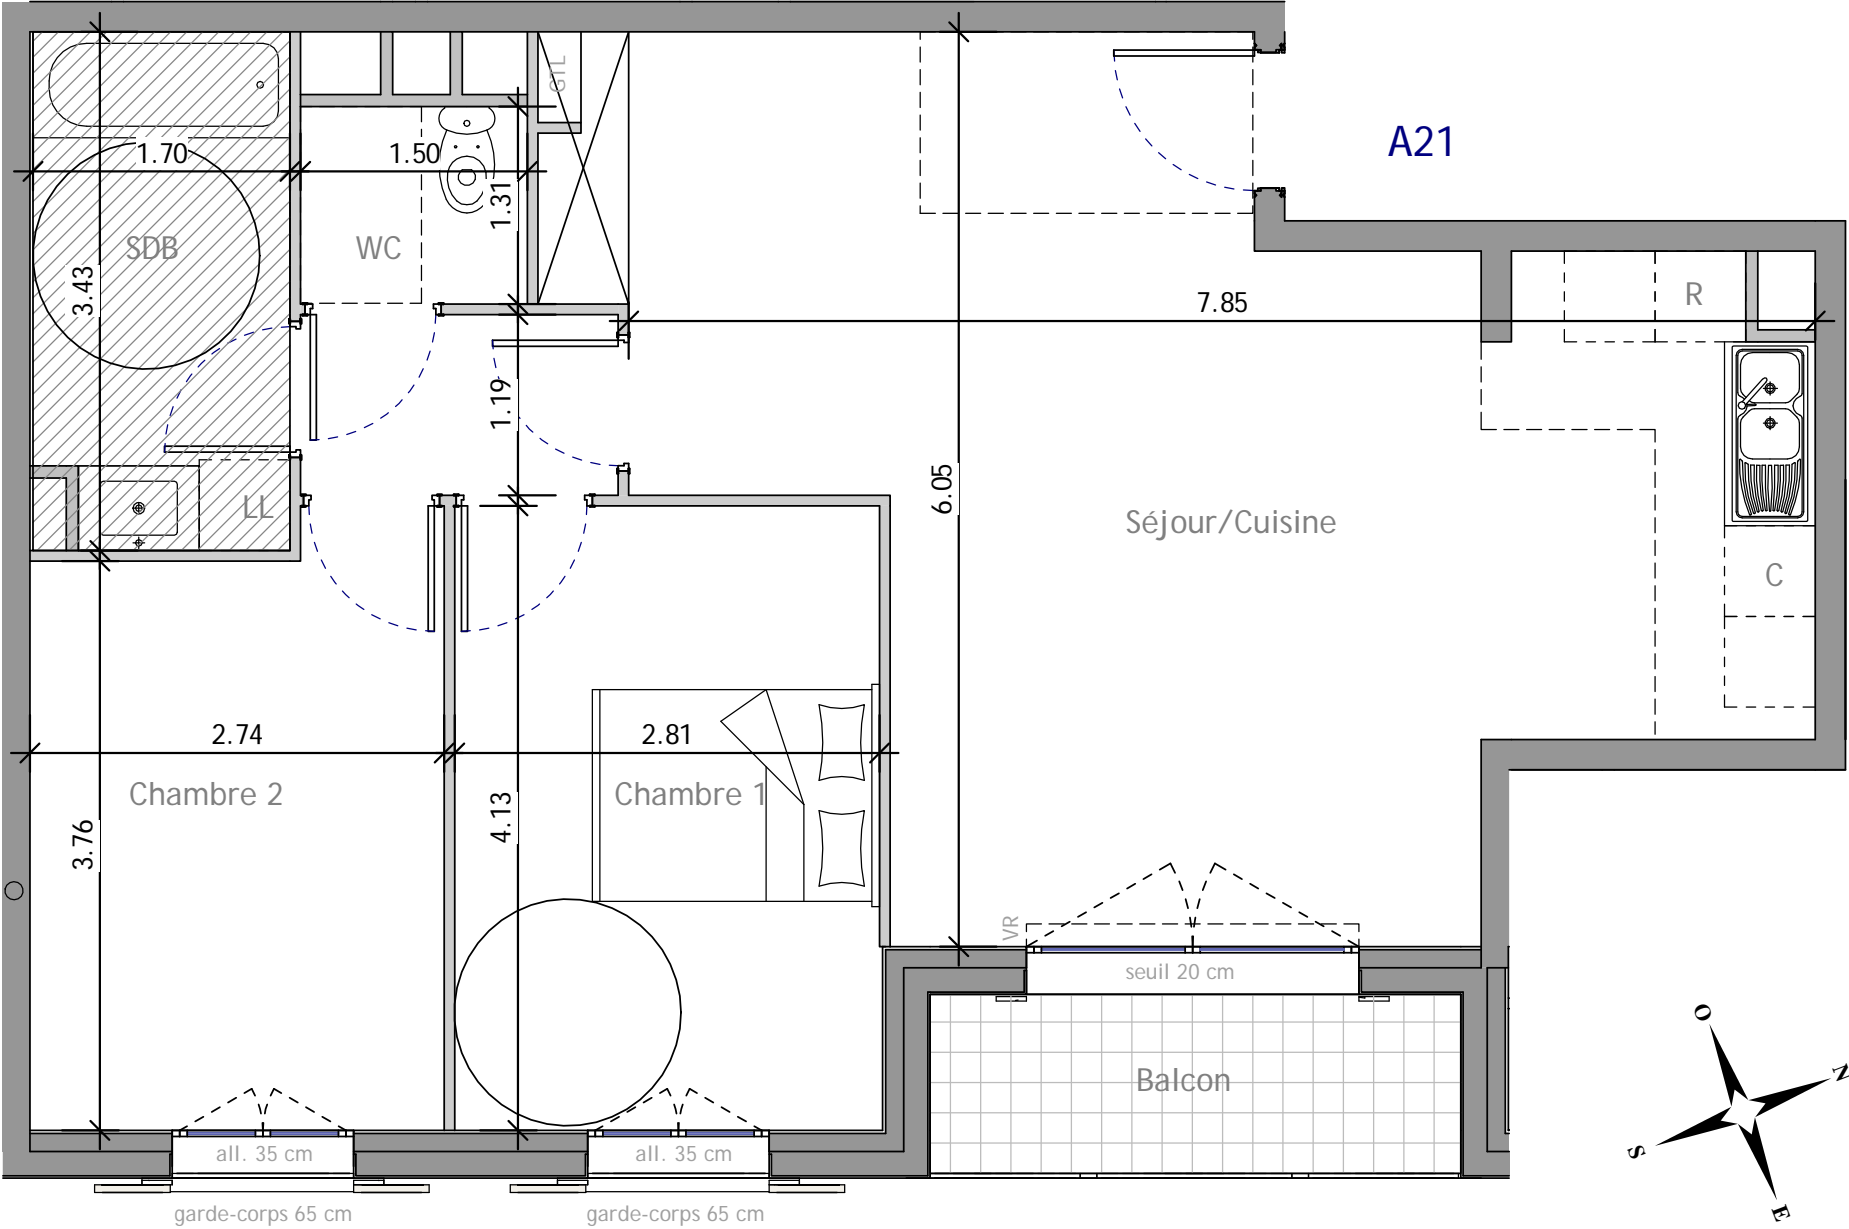 GTL
A21
1.70
1.50
1.31
SDB
WC
3.43
7.85
R
1.19
6.05
LL
Séjour/Cuisine
C
2.74
2.81
Chambre 2
Chambre 1
3.76
4.13
VR
seuil 20 cm
Balcon
all. 35 cm
all. 35 cm
garde-corps 65 cm
garde-corps 65 cm
O
N
S
E